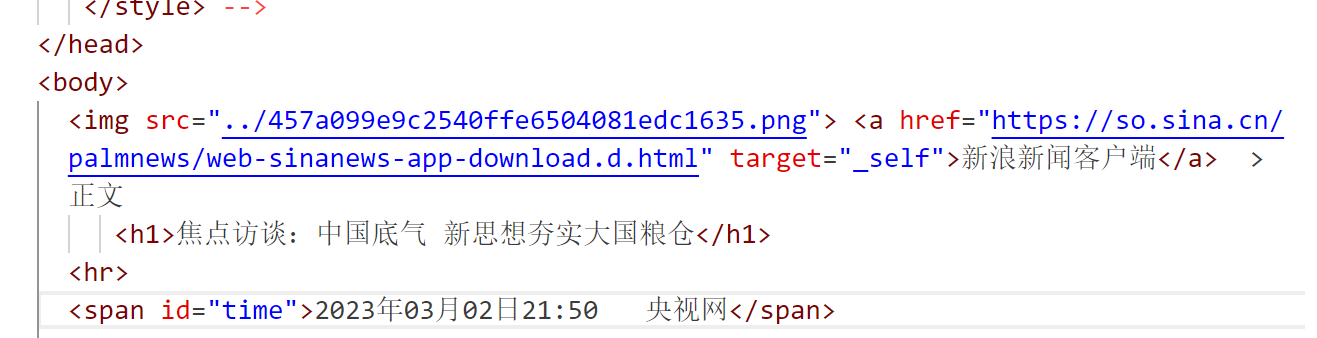 </style> -->
</head>
<body>
<img src="../457a099e9c2540ffe6504081edc1635.png"> <a href="https://so.sina.cn/
palmnews/web-sinanews-app-download.d.html" target="_self">新浪新闻客户端</a>  >
正文
<h1>焦点访谈：中国底气 新思想夯实大国粮仓</h1>
<hr>
<span id="time">2023年03月02日21:50   央视网</span>